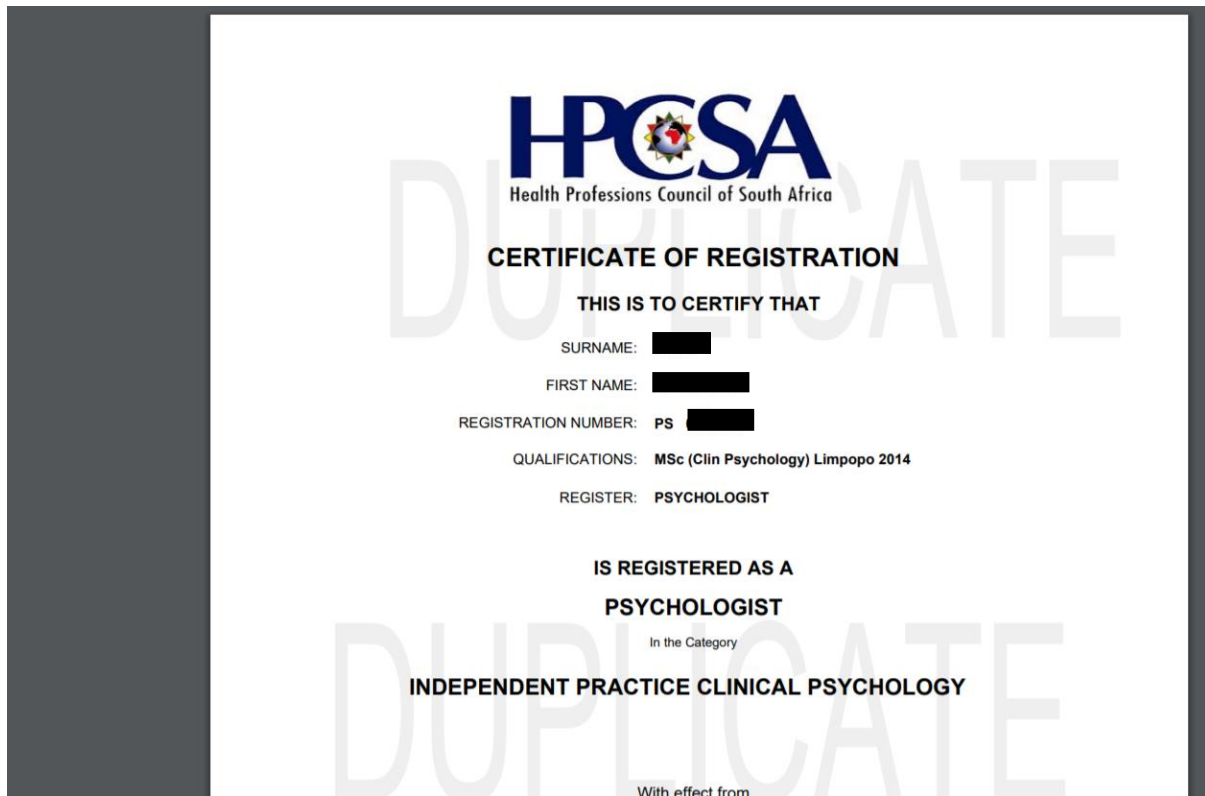 HPCSA
Health Professions Council of South Africa
DUPLICATE
CERTIFICATE OF REGISTRATION
THIS IS TO CERTIFY THAT
SURNAME:
FIRST NAME:
REGISTRATION NUMBER: PS
QUALIFICATIONS: MSc (Clin Psychology) Limpopo 2014
REGISTER: PSYCHOLOGIST
IS REGISTERED AS A
PSYCHOLOGIST
In the Category
DUPLICATE
INDEPENDENT PRACTICE CLINICAL PSYCHOLOGY
With effect from